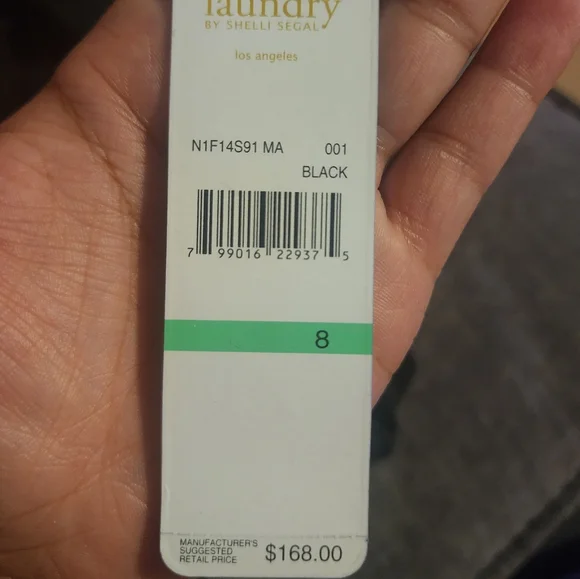 laundry
BY SHELLI SEGAL
los angeles
N1F14S91 MA 001
BLACK
7 99016 22937 5
8
MANUFACTURER'S
SUGGESTED
RETAIL PRICE $168.00